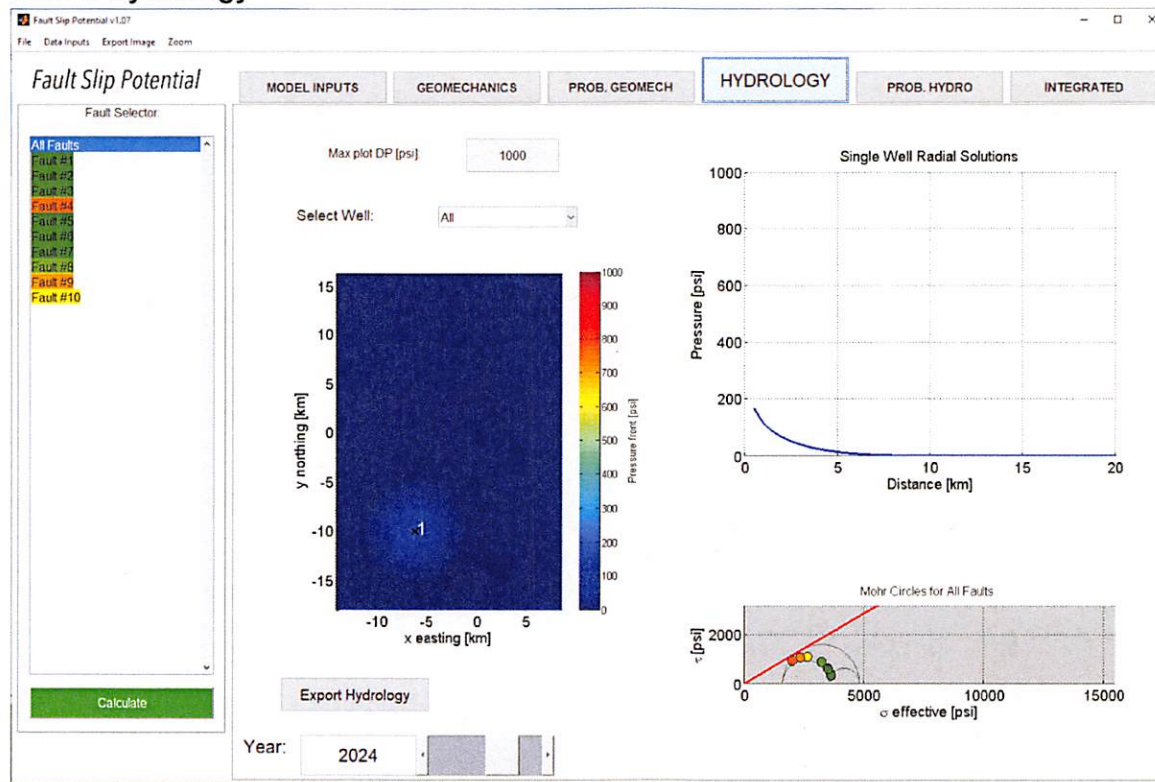 Fault Slip Potential v1.07
File Data Inputs Export Image Zoom
Fault Slip Potential
MODEL INPUTS GEOMECHANICS PROB. GEOMECH HYDROLOGY PROB. HYDRO INTEGRATED
Fault Selector:
All Faults
Fault #1
Fault #2
Fault #3
Fault #4
Fault #5
Fault #6
Fault #7
Fault #8
Fault #9
Fault #10
Calculate
Max plot DP [psi] 1000
Select Well: All
15
10
5
0
-5
-10
-15
y northing [km]
1
-10 -5 0 5
x easting [km]
1000
900
800
700
600
500
400
300
200
100
0
Pressure front [psi]
Export Hydrology
Year: 2024
Single Well Radial Solutions
1000
800
600
400
200
0
Pressure [psi]
0 5 10 15 20
Distance [km]
Mohr Circles for All Faults
2000
0
τ [psi]
0 5000 10000 15000
σ effective [psi]